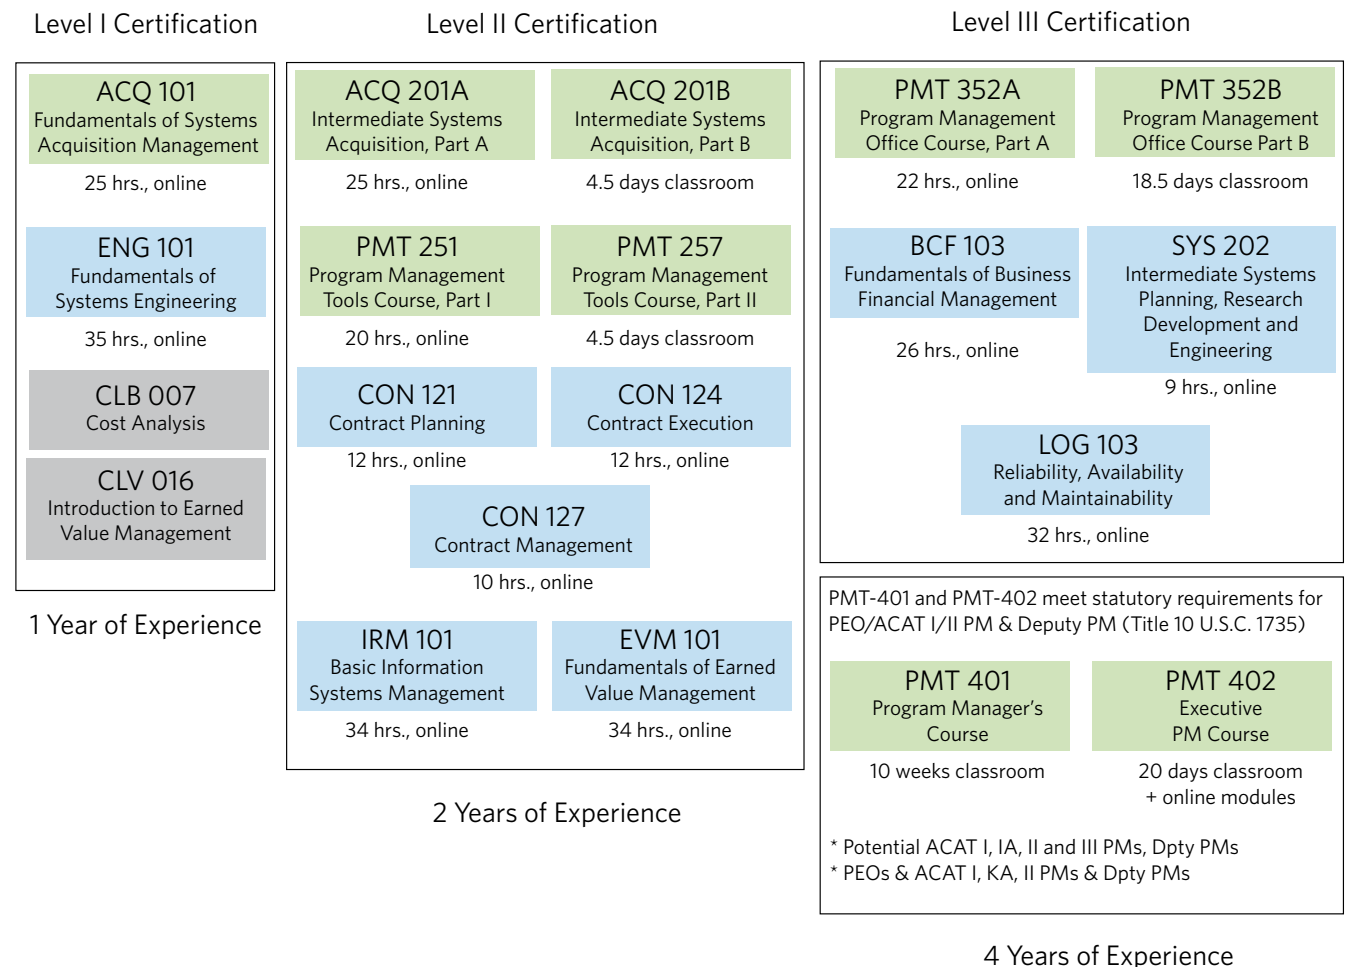 Level I Certification
ACQ 101
Fundamentals of Systems
Acquisition Management
25 hrs., online
ENG 101
Fundamentals of
Systems Engineering
35 hrs., online
CLB 007
Cost Analysis
CLV 016
Introduction to Earned
Value Management
1 Year of Experience
Level II Certification
ACQ 201A
Intermediate Systems
Acquisition, Part A
25 hrs., online
ACQ 201B
Intermediate Systems
Acquisition, Part B
4.5 days classroom
PMT 251
Program Management
Tools Course, Part I
20 hrs., online
PMT 257
Program Management
Tools Course, Part II
4.5 days classroom
CON 121
Contract Planning
12 hrs., online
CON 124
Contract Execution
12 hrs., online
CON 127
Contract Management
10 hrs., online
IRM 101
Basic Information
Systems Management
34 hrs., online
EVM 101
Fundamentals of Earned
Value Management
34 hrs., online
2 Years of Experience
Level III Certification
PMT 352A
Program Management
Office Course, Part A
22 hrs., online
PMT 352B
Program Management
Office Course Part B
18.5 days classroom
BCF 103
Fundamentals of Business
Financial Management
26 hrs., online
SYS 202
Intermediate Systems
Planning, Research
Development and
Engineering
9 hrs., online
LOG 103
Reliability, Availability
and Maintainability
32 hrs., online
PMT-401 and PMT-402 meet statutory requirements for
PEO/ACAT I/II PM & Deputy PM (Title 10 U.S.C. 1735)
PMT 401
Program Manager's
Course
10 weeks classroom
PMT 402
Executive
PM Course
20 days classroom
+ online modules
* Potential ACAT I, IA, II and III PMs, Dpty PMs
* PEOs & ACAT I, KA, II PMs & Dpty PMs
4 Years of Experience